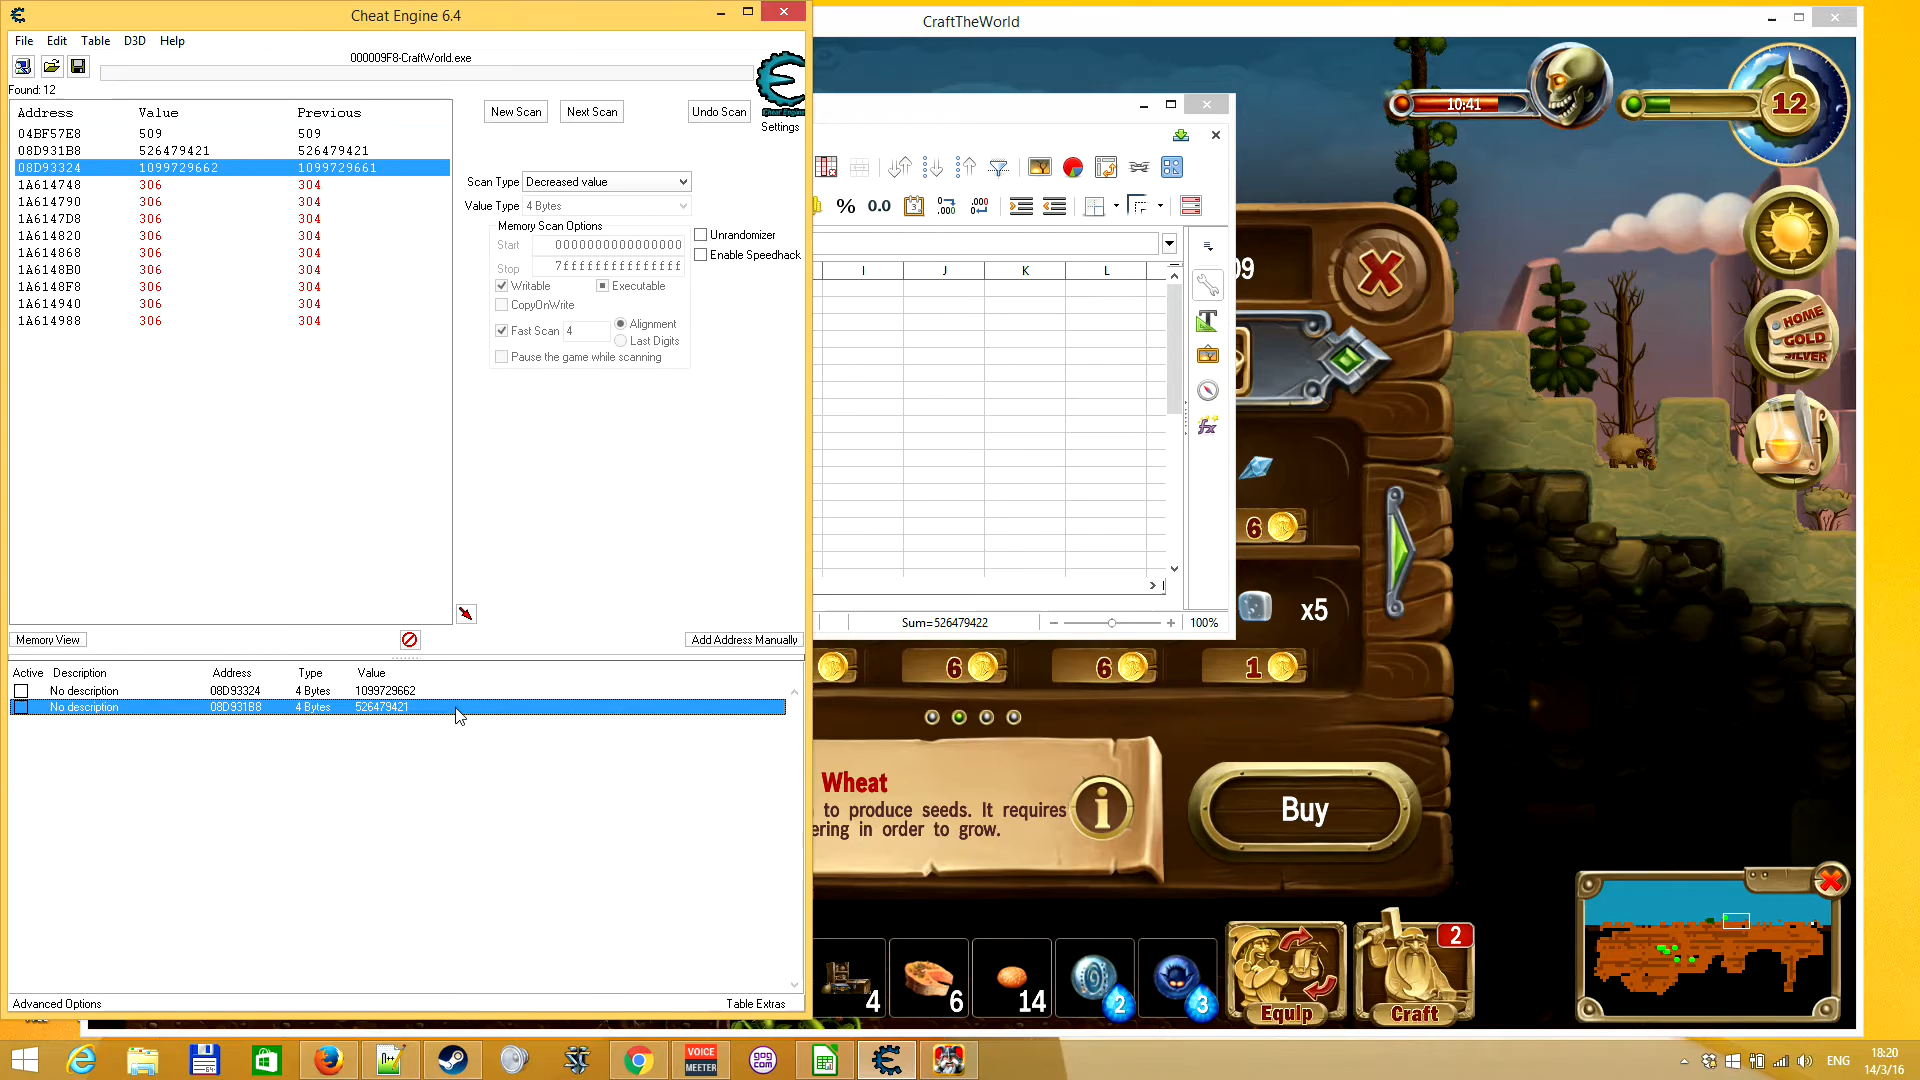 Cheat Engine 6.4
File Edit Table D3D Help
000009F8-CraftWorld.exe
Found: 12
Address Value Previous
04BF57E8 509 509
08D931B8 526479421 526479421
08D93324 1099729662 1099729661
1A614748 306 304
1A614790 306 304
1A6147D8 306 304
1A614820 306 304
1A614868 306 304
1A6148B0 306 304
1A6148F8 306 304
1A614940 306 304
1A614988 306 304
New Scan Next Scan Undo Scan
Settings
Scan Type Decreased value
Value Type 4 Bytes
Memory Scan Options
Start 0000000000000000
Stop 7fffffffffffffff
Writable Executable
CopyOnWrite
Fast Scan 4 Alignment
Last Digits
Pause the game while scanning
Unrandomizer
Enable Speedhack
Memory View Add Address Manually
Active Description Address Type Value
No description 08D93324 4 Bytes 1099729662
No description 08D931B8 4 Bytes 526479421
Advanced Options Table Extras
CraftTheWorld
% 0.0
I J K L
Sum=526479422 100%
10:41
12
HOME
GOLD
SILVER
09
6
x5
6 6 1
Wheat
to produce seeds. It requires
ering in order to grow.
Buy
4 6 14 2 3
Equip
Craft
2
VOICE
MEETER
gog
com
ENG
18:20
14/3/16